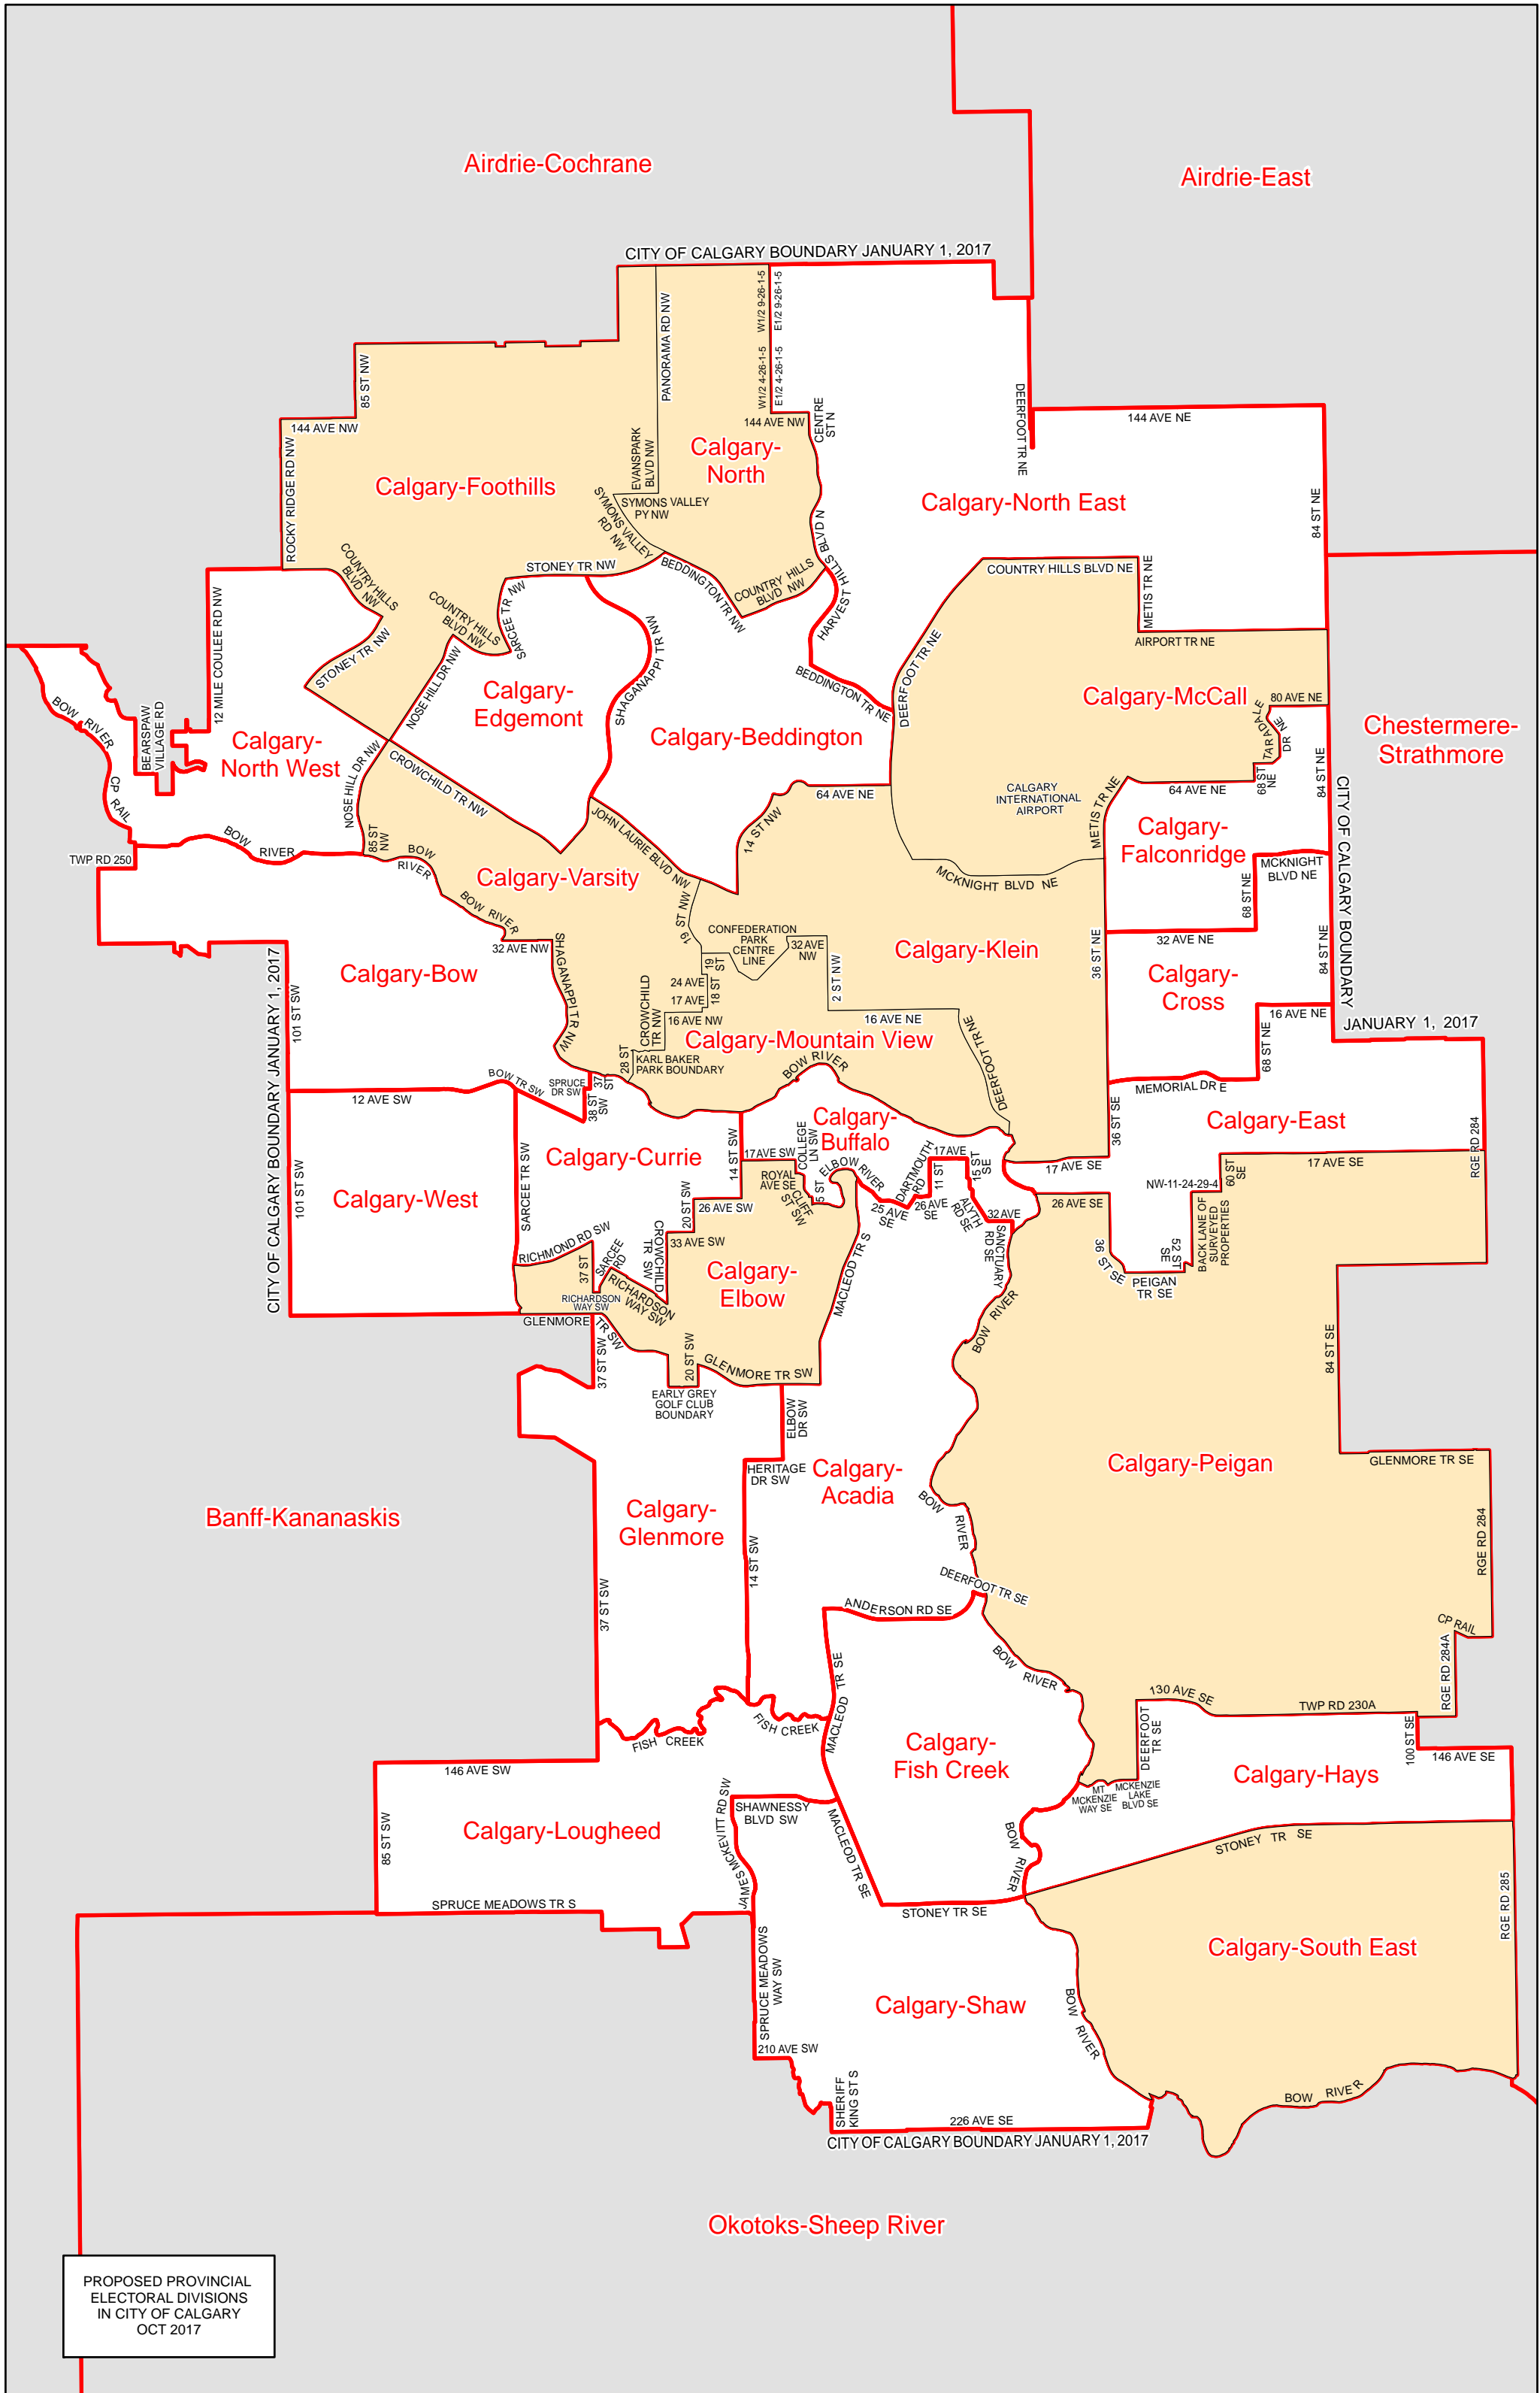 Airdrie-Cochrane
Airdrie-East
CITY OF CALGARY BOUNDARY JANUARY 1, 2017
W1/2 9-26-1-5
E1/2 9-26-1-5
PANORAMA RD NW
W1/2 4-26-1-5
E1/2 4-26-1-5
85 ST NW
144 AVE NW
144 AVE NW
CENTRE
ST N
DEERFOOT TR NE
144 AVE NE
ROCKY RIDGE RD NW
Calgary-Foothills
EVANSPARK
BLVD NW
Calgary-
North
SYMONS VALLEY
PY NW
SYMONS VALLEY
RD NW
Calgary-North East
84 ST NE
HARVEST HILLS BLVD N
COUNTRY HILLS
BLVD NW
STONEY TR NW
BEDDINGTON TR NW
COUNTRY HILLS
BLVD NW
COUNTRY HILLS BLVD NE
METIS TR NE
12 MILE COULEE RD NW
COUNTRY HILLS
BLVD NW
SARCEE TR NW
AIRPORT TR NE
STONEY TR NW
NOSE HILL DR NW
SHAGANAPPI TR NW
BEDDINGTON TR NE
DEERFOOT TR NE
Calgary-McCall
80 AVE NE
TARADALE
DR NE
Calgary-
Edgemont
Calgary-Beddington
Chestermere-
Strathmore
BOW RIVER
BEARSPAW
VILLAGE RD
Calgary-
North West
CP RAIL
NOSE HILL DR NW
CROWCHILD TR NW
64 AVE NE
CALGARY
INTERNATIONAL
AIRPORT
METIS TR NE
64 AVE NE
68 ST
NE
84 ST NE
CITY OF CALGARY BOUNDARY
JOHN LAURIE BLVD NW
14 ST NW
Calgary-
Falconridge
BOW RIVER
85 ST
NW
BOW
RIVER
TWP RD 250
Calgary-Varsity
MCKNIGHT BLVD NE
MCKNIGHT
BLVD NE
68 ST NE
BOW RIVER
19 ST NW
CONFEDERATION
PARK
CENTRE
LINE
32 AVE
NW
32 AVE NW
SHAGANAPPI TR NW
Calgary-Klein
36 ST NE
32 AVE NE
84 ST NE
Calgary-Bow
101 ST SW
CITY OF CALGARY BOUNDARY JANUARY 1, 2017
19
ST
24 AVE
17 AVE
18 ST
2 ST NW
Calgary-
Cross
CROWCHILD
TR NW
16 AVE NW
16 AVE NE
16 AVE NE
JANUARY 1, 2017
Calgary-Mountain View
DEERFOOT TR NE
68 ST NE
28 ST
KARL BAKER
PARK BOUNDARY
BOW RIVER
BOW TR SW
SPRUCE
DR SW
37
ST
38 ST
SW
12 AVE SW
MEMORIAL DR E
Calgary-
Buffalo
36 ST SE
Calgary-East
RGE RD 284
Calgary-Currie
14 ST SW
17 AVE SW
COLLEGE
LN SW
ROYAL
AVE SE
CLIFF
ST SW
5 ST
ELBOW RIVER
DARTMOUTH
RD
17 AVE
11 ST
15 ST
SE
17 AVE SE
60 ST
SE
17 AVE SE
Calgary-West
101 ST SW
SARCEE TR SW
20 ST SW
26 AVE SW
25 AVE
SE
26 AVE
SE
ALYTH
RD SE
32 AVE
26 AVE SE
NW-11-24-29-4
RICHMOND RD SW
37 ST
SARCEE
RD
CROWCHILD
TR SW
33 AVE SW
MACLEOD TR S
SANCTUARY
RD SE
36 ST SE
52 ST
SE
BACK LANE OF
SURVEYED
PROPERTIES
Calgary-
Elbow
PEIGAN
TR SE
RICHARDSON
WAY SW
RICHARDSON
WAY SW
GLENMORE TR SW
BOW RIVER
37 ST SW
20 ST SW
GLENMORE TR SW
84 ST SE
EARLY GREY
GOLF CLUB
BOUNDARY
ELBOW
DR SW
HERITAGE
DR SW
Calgary-
Acadia
Calgary-Peigan
GLENMORE TR SE
Banff-Kananaskis
Calgary-
Glenmore
BOW RIVER
RGE RD 284
14 ST SW
37 ST SW
DEERFOOT TR SE
ANDERSON RD SE
CP RAIL
RGE RD 284A
BOW RIVER
MACLEOD TR SE
130 AVE SE
TWP RD 230A
FISH CREEK
FISH CREEK
DEERFOOT
TR SE
100 ST SE
146 AVE SE
Calgary-
Fish Creek
146 AVE SW
Calgary-Hays
MT
MCKENZIE
WAY SE
MCKENZIE
LAKE
BLVD SE
85 ST SW
Calgary-Lougheed
JAMES MCKEVITT RD SW
SHAWNESSY
BLVD SW
MACLEOD TR SE
BOW RIVER
STONEY TR SE
SPRUCE MEADOWS TR S
STONEY TR SE
RGE RD 285
SPRUCE MEADOWS
WAY SW
Calgary-South East
Calgary-Shaw
BOW RIVER
210 AVE SW
SHERIFF
KING ST S
226 AVE SE
BOW RIVER
CITY OF CALGARY BOUNDARY JANUARY 1, 2017
Okotoks-Sheep River
PROPOSED PROVINCIAL
ELECTORAL DIVISIONS
IN CITY OF CALGARY
OCT 2017